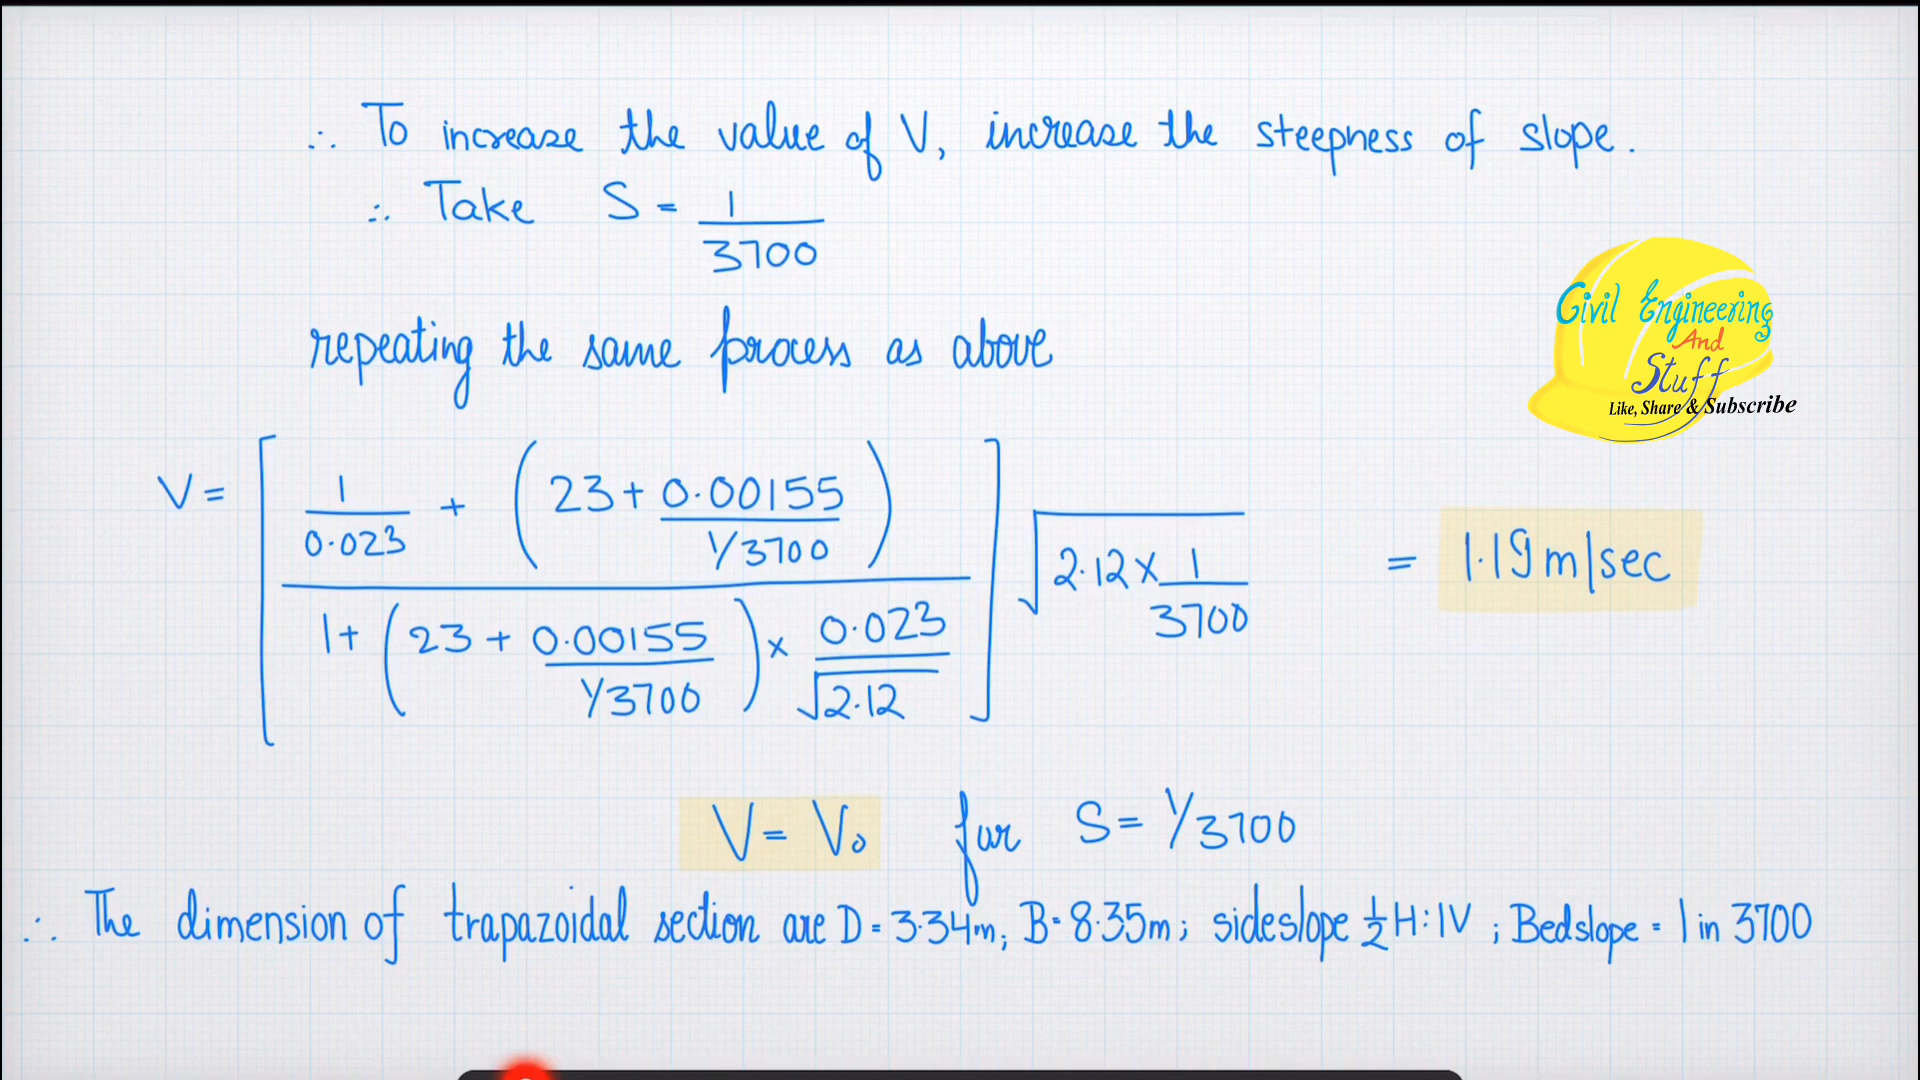 ∴ To increase the value of V, increase the steepness of slope.
∴ Take S = 1/3700
repeating the same process as above
V = [ ( 1/0.023 + ( 23 + 0.00155/(1/3700) ) ) / ( 1 + ( 23 + 0.00155/(1/3700) ) × 0.023/√2.12 ) ] √(2.12 × 1/3700) = 1.19 m/sec
V = V₀ for S = 1/3700
∴ The dimension of trapazoidal section are D = 3.34m; B = 8.35m; sideslope ½ H : 1V ; Bedslope = 1 in 3700
Civil Engineering
And
Stuff
Like, Share & Subscribe